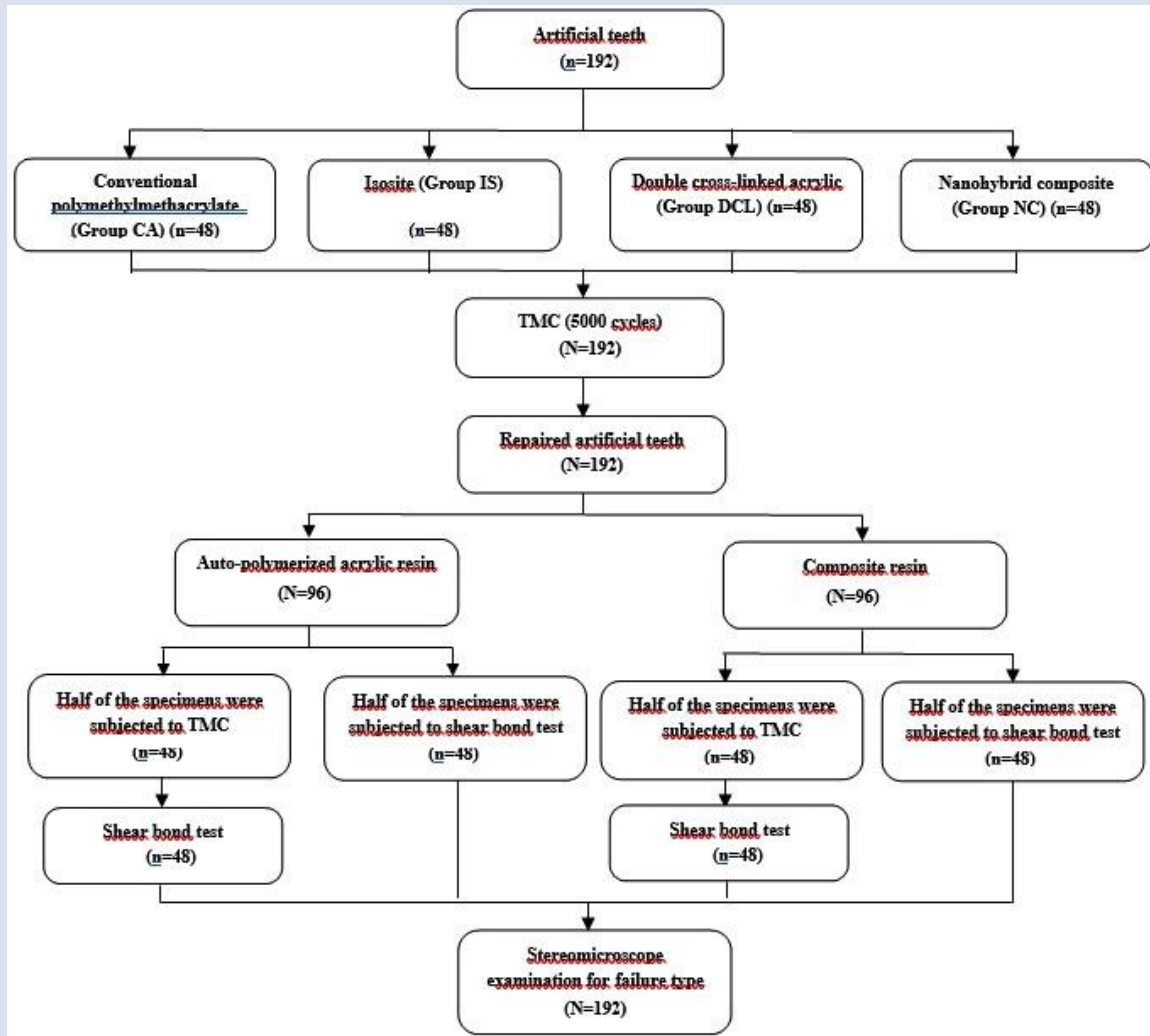 Artificial teeth
(n=192)
Conventional
polymethylmethacrylate
(Group CA) (n=48)
Isosite (Group IS)
(n=48)
Double cross-linked acrylic
(Group DCL) (n=48)
Nanohybrid composite
(Group NC) (n=48)
TMC (5000 cycles)
(N=192)
Repaired artificial teeth
(N=192)
Auto-polymerized acrylic resin
(N=96)
Composite resin
(N=96)
Half of the specimens were
subjected to TMC
(n=48)
Half of the specimens were
subjected to shear bond test
(n=48)
Half of the specimens were
subjected to TMC
(n=48)
Half of the specimens were
subjected to shear bond test
(n=48)
Shear bond test
(n=48)
Shear bond test
(n=48)
Stereomicroscope
examination for failure type
(N=192)